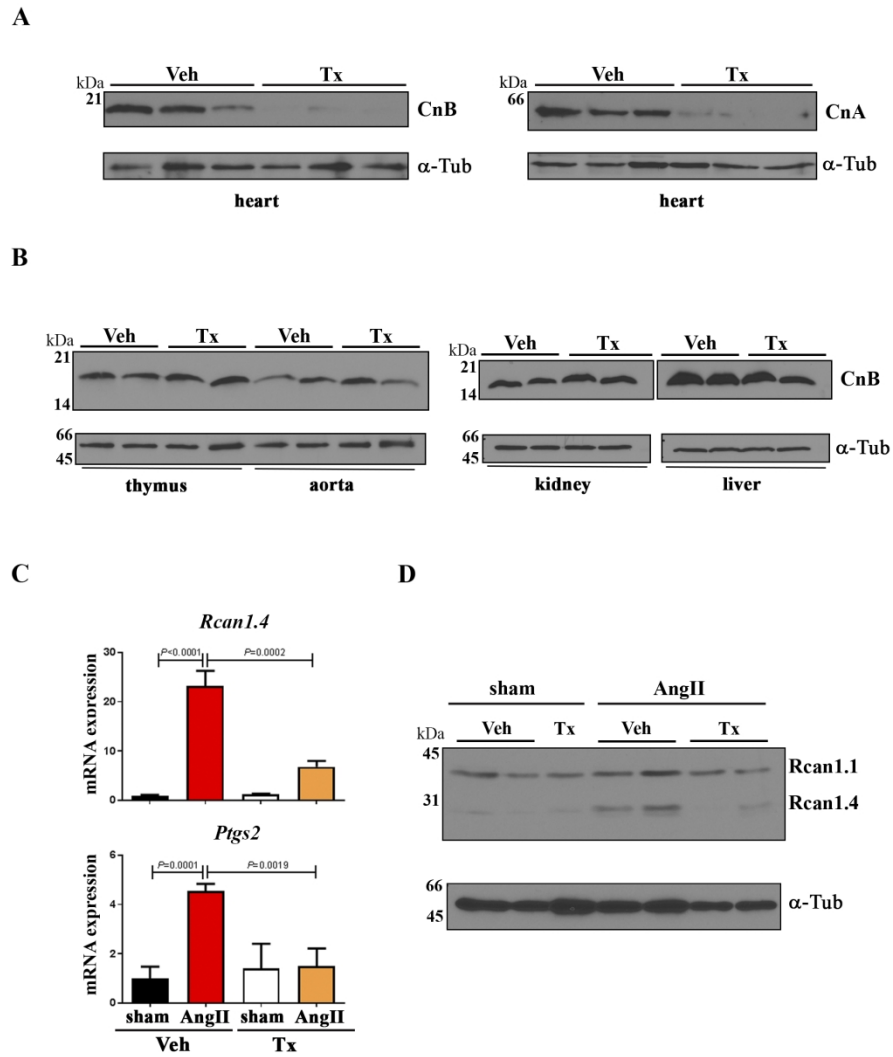 A
Veh Tx Veh Tx
kDa kDa
21 CnB 66 CnA
α-Tub α-Tub
heart heart
B
Veh Tx Veh Tx Veh Tx Veh Tx
kDa kDa
21 21
14 14 CnB
66 66
45 45 α-Tub
thymus aorta kidney liver
C
Rcan1.4
mRNA expression
30
20
10
0
P<0.0001 P=0.0002
Ptgs2
mRNA expression
6
4
2
0
P=0.0001 P=0.0019
sham AngII sham AngII
Veh Tx
D
sham AngII
Veh Tx Veh Tx
kDa
45
Rcan1.1
31 Rcan1.4
66
45 α-Tub